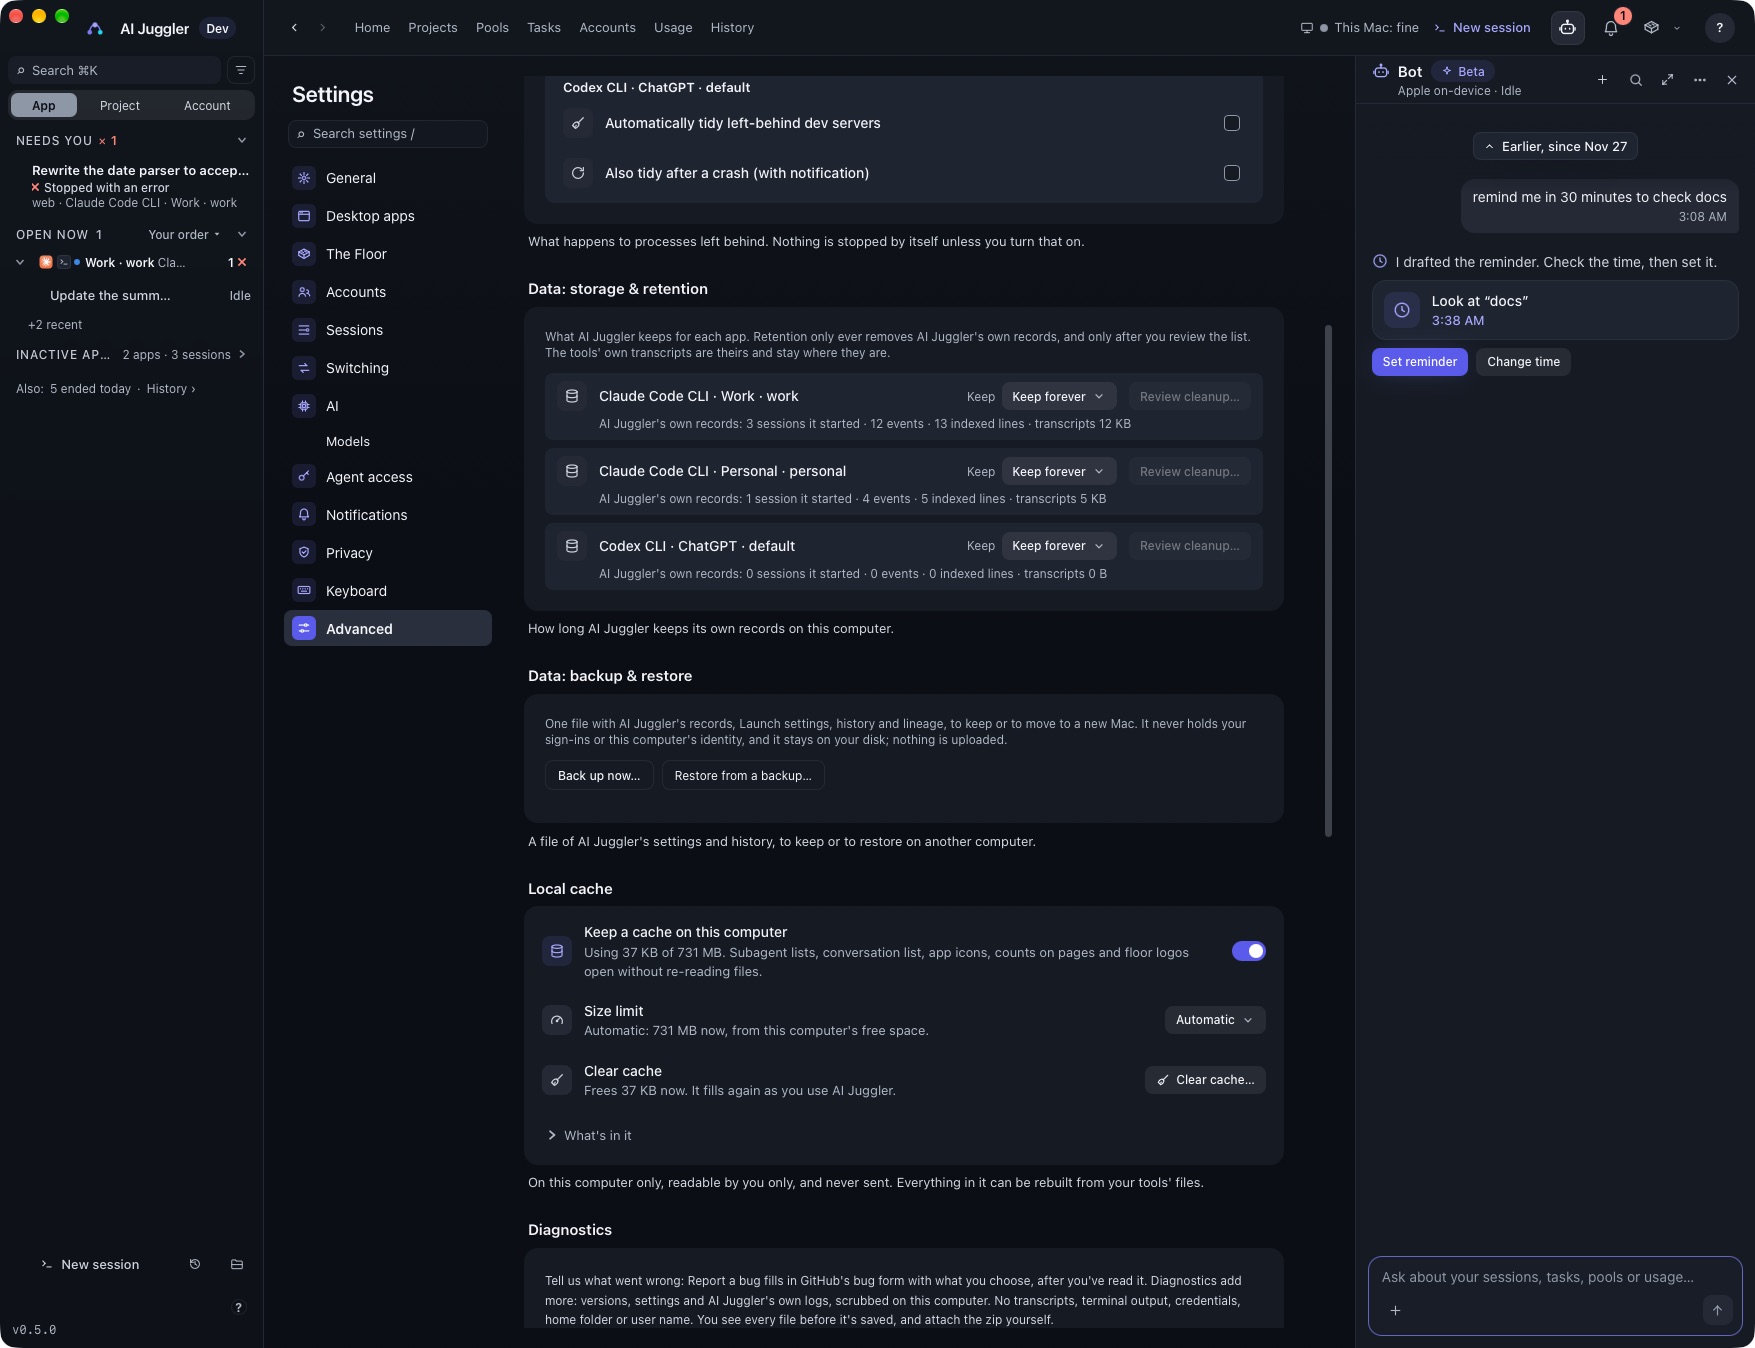 AI Juggler Dev
Search ⌘K
App Project Account
NEEDS YOU × 1
Rewrite the date parser to accep...
Stopped with an error
web · Claude Code CLI · Work · work
OPEN NOW 1 Your order
Work · work Cla... 1
Update the summ... Idle
+2 recent
INACTIVE AP... 2 apps · 3 sessions
Also: 5 ended today · History ›
New session
?
v0.5.0
Home Projects Pools Tasks Accounts Usage History
This Mac: fine New session 1 ?
Settings
Search settings /
General
Desktop apps
The Floor
Accounts
Sessions
Switching
AI
Models
Agent access
Notifications
Privacy
Keyboard
Advanced
Codex CLI · ChatGPT · default
Automatically tidy left-behind dev servers
Also tidy after a crash (with notification)
What happens to processes left behind. Nothing is stopped by itself unless you turn that on.
Data: storage & retention
What AI Juggler keeps for each app. Retention only ever removes AI Juggler's own records, and only after you review the list.
The tools' own transcripts are theirs and stay where they are.
Claude Code CLI · Work · work Keep Keep forever Review cleanup...
AI Juggler's own records: 3 sessions it started · 12 events · 13 indexed lines · transcripts 12 KB
Claude Code CLI · Personal · personal Keep Keep forever Review cleanup...
AI Juggler's own records: 1 session it started · 4 events · 5 indexed lines · transcripts 5 KB
Codex CLI · ChatGPT · default Keep Keep forever Review cleanup...
AI Juggler's own records: 0 sessions it started · 0 events · 0 indexed lines · transcripts 0 B
How long AI Juggler keeps its own records on this computer.
Data: backup & restore
One file with AI Juggler's records, Launch settings, history and lineage, to keep or to move to a new Mac. It never holds your
sign-ins or this computer's identity, and it stays on your disk; nothing is uploaded.
Back up now... Restore from a backup...
A file of AI Juggler's settings and history, to keep or to restore on another computer.
Local cache
Keep a cache on this computer
Using 37 KB of 731 MB. Subagent lists, conversation list, app icons, counts on pages and floor logos
open without re-reading files.
Size limit
Automatic: 731 MB now, from this computer's free space.
Automatic
Clear cache
Frees 37 KB now. It fills again as you use AI Juggler.
Clear cache...
What's in it
On this computer only, readable by you only, and never sent. Everything in it can be rebuilt from your tools' files.
Diagnostics
Tell us what went wrong: Report a bug fills in GitHub's bug form with what you choose, after you've read it. Diagnostics add
more: versions, settings and AI Juggler's own logs, scrubbed on this computer. No transcripts, terminal output, credentials,
home folder or user name. You see every file before it's saved, and attach the zip yourself.
Bot Beta
Apple on-device · Idle
Earlier, since Nov 27
remind me in 30 minutes to check docs
3:08 AM
I drafted the reminder. Check the time, then set it.
Look at “docs”
3:38 AM
Set reminder Change time
Ask about your sessions, tasks, pools or usage...